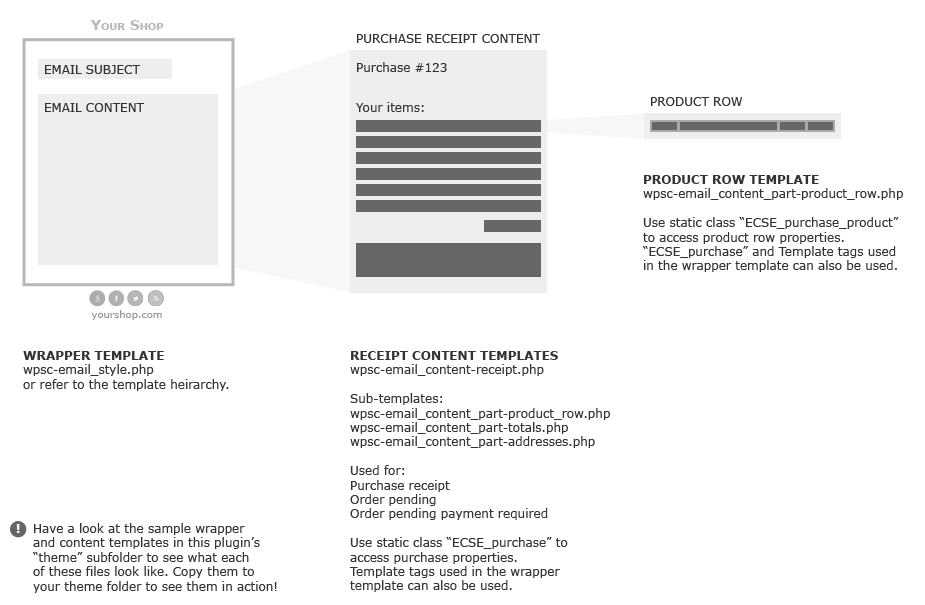 Your Shop
EMAIL SUBJECT
EMAIL CONTENT
yourshop.com
WRAPPER TEMPLATE
wpsc-email_style.php
or refer to the template heirarchy.
Have a look at the sample wrapper
and content templates in this plugin’s
“theme” subfolder to see what each
of these files look like. Copy them to
your theme folder to see them in action!
PURCHASE RECEIPT CONTENT
Purchase #123
Your items:
RECEIPT CONTENT TEMPLATES
wpsc-email_content-receipt.php
Sub-templates:
wpsc-email_content_part-product_row.php
wpsc-email_content_part-totals.php
wpsc-email_content_part-addresses.php
Used for:
Purchase receipt
Order pending
Order pending payment required
Use static class “ECSE_purchase” to
access purchase properties.
Template tags used in the wrapper
template can also be used.
PRODUCT ROW
PRODUCT ROW TEMPLATE
wpsc-email_content_part-product_row.php
Use static class “ECSE_purchase_product”
to access product row properties.
“ECSE_purchase” and Template tags used
in the wrapper template can also be used.